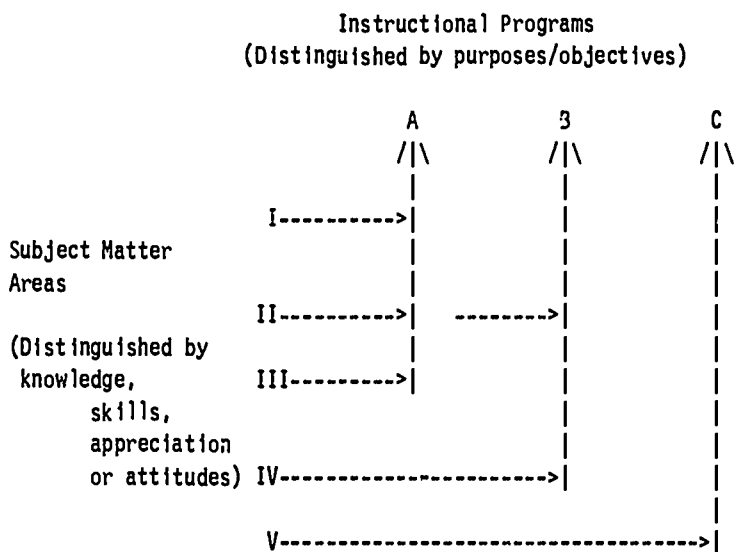 Instructional Programs
(Distinguished by purposes/objectives)
A B C
/|\ /|\ /|\
I---------->|
Subject Matter
Areas
II---------->| --------->|
(Distinguished by
knowledge, III--------->|
skills,
appreciation
or attitudes) IV-------------------->|
V-------------------------------->|